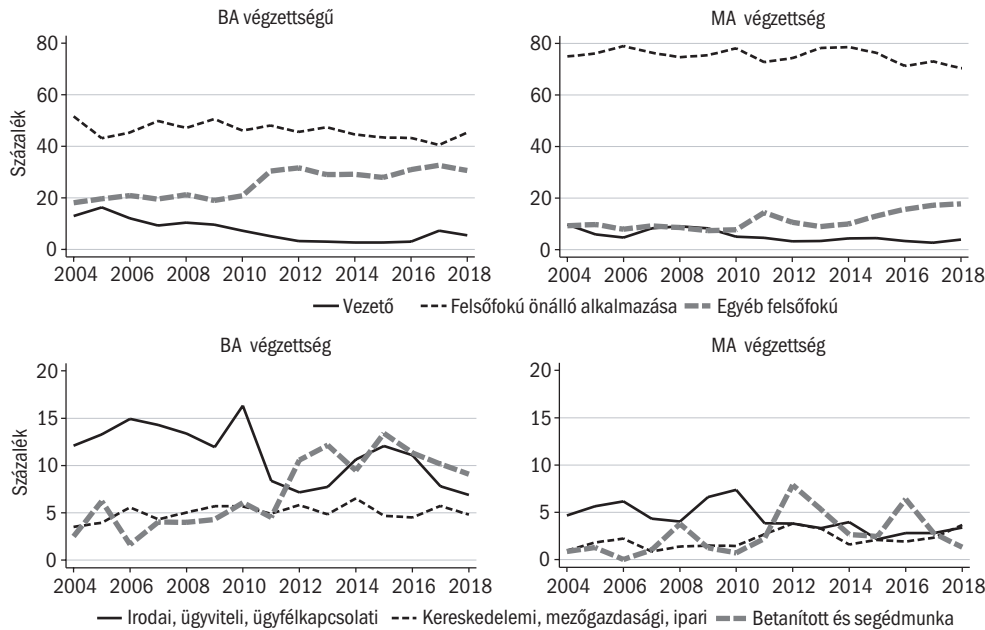 BA végzettségű
MA végzettség
Százalék
80
60
40
20
0
2004 2006 2008 2010 2012 2014 2016 2018
80
60
40
20
0
2004 2006 2008 2010 2012 2014 2016 2018
Vezető Felsőfokú önálló alkalmazása Egyéb felsőfokú
BA végzettség
MA végzettség
Százalék
20
15
10
5
0
2004 2006 2008 2010 2012 2014 2016 2018
20
15
10
5
0
2004 2006 2008 2010 2012 2014 2016 2018
Irodai, ügyviteli, ügyfélkapcsolati Kereskedelemi, mezőgazdasági, ipari Betanított és segédmunka